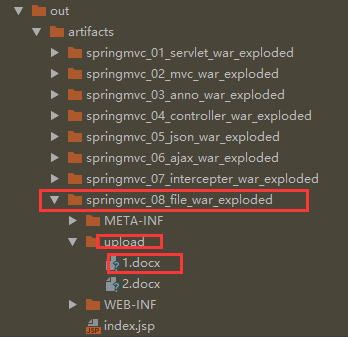 out
artifacts
springmvc_01_servlet_war_exploded
springmvc_02_mvc_war_exploded
springmvc_03_anno_war_exploded
springmvc_04_controller_war_exploded
springmvc_05_json_war_exploded
springmvc_06_ajax_war_exploded
springmvc_07_intercepter_war_exploded
springmvc_08_file_war_exploded
META-INF
upload
1.docx
2.docx
WEB-INF
index.jsp